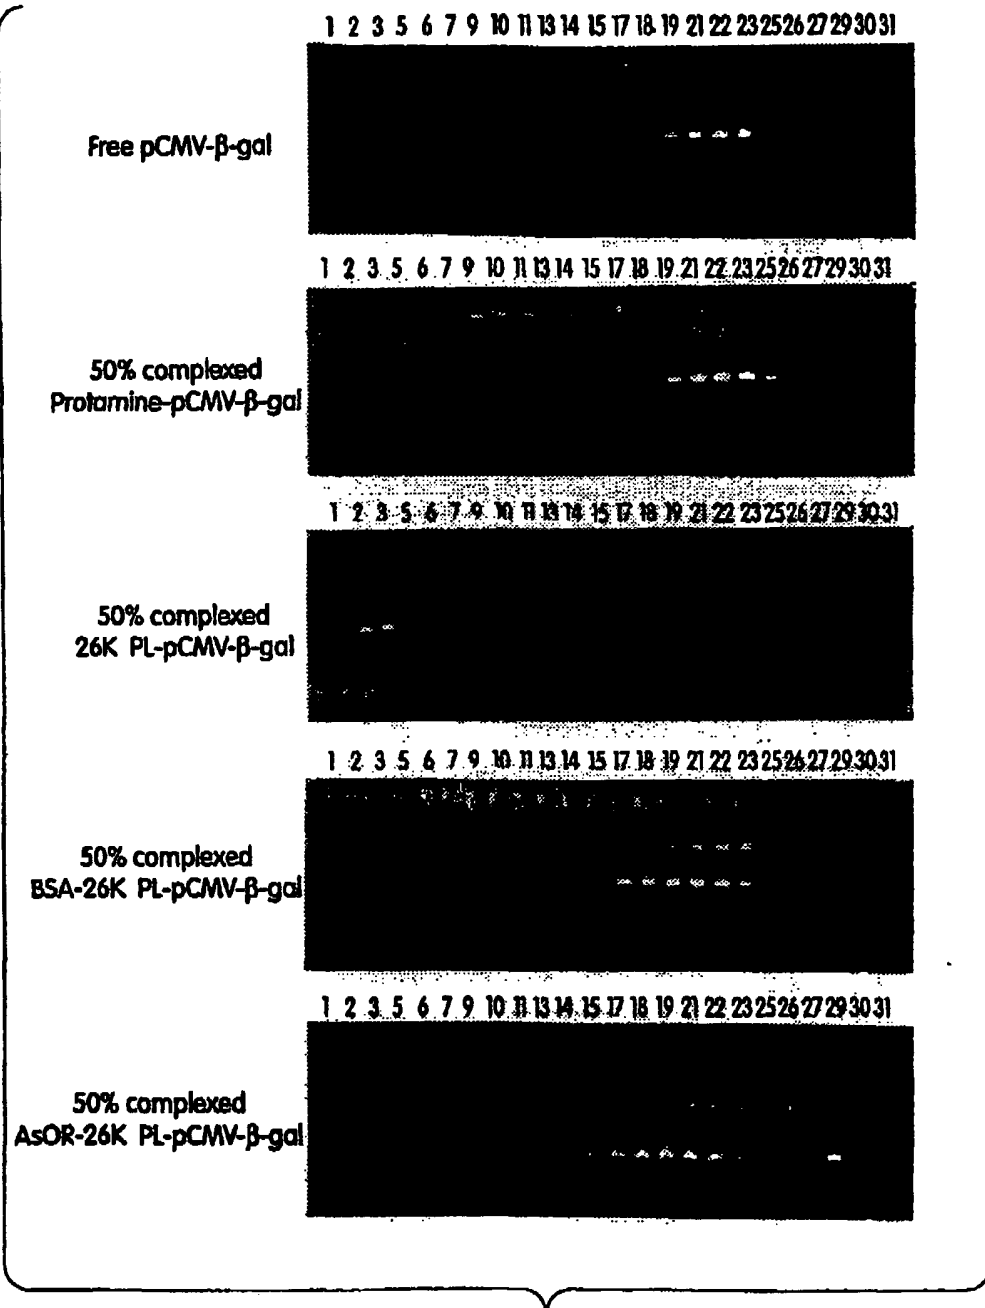 1 2 3 5 6 7 9 10 11 13 14 15 17 18 19 21 22 23 25 26 27 29 30 31
Free pCMV-β-gal
1 2 3 5 6 7 9 10 11 13 14 15 17 18 19 21 22 23 25 26 27 29 30 31
50% complexed
Protamine-pCMV-β-gal
1 2 3 5 6 7 9 10 11 13 14 15 17 18 19 21 22 23 25 26 27 29 30 31
50% complexed
26K PL-pCMV-β-gal
1 2 3 5 6 7 9 10 11 13 14 15 17 18 19 21 22 23 25 26 27 29 30 31
50% complexed
BSA-26K PL-pCMV-β-gal
1 2 3 5 6 7 9 10 11 13 14 15 17 18 19 21 22 23 25 26 27 29 30 31
50% complexed
AsOR-26K PL-pCMV-β-gal